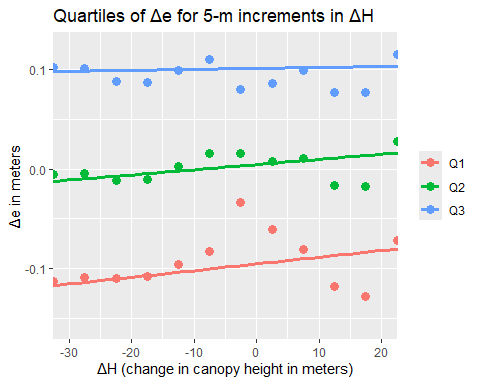 Quartiles of Δe for 5-m increments in ΔH
Δe in meters
0.1
0.0
-0.1
-30
-20
-10
0
10
20
ΔH (change in canopy height in meters)
Q1
Q2
Q3